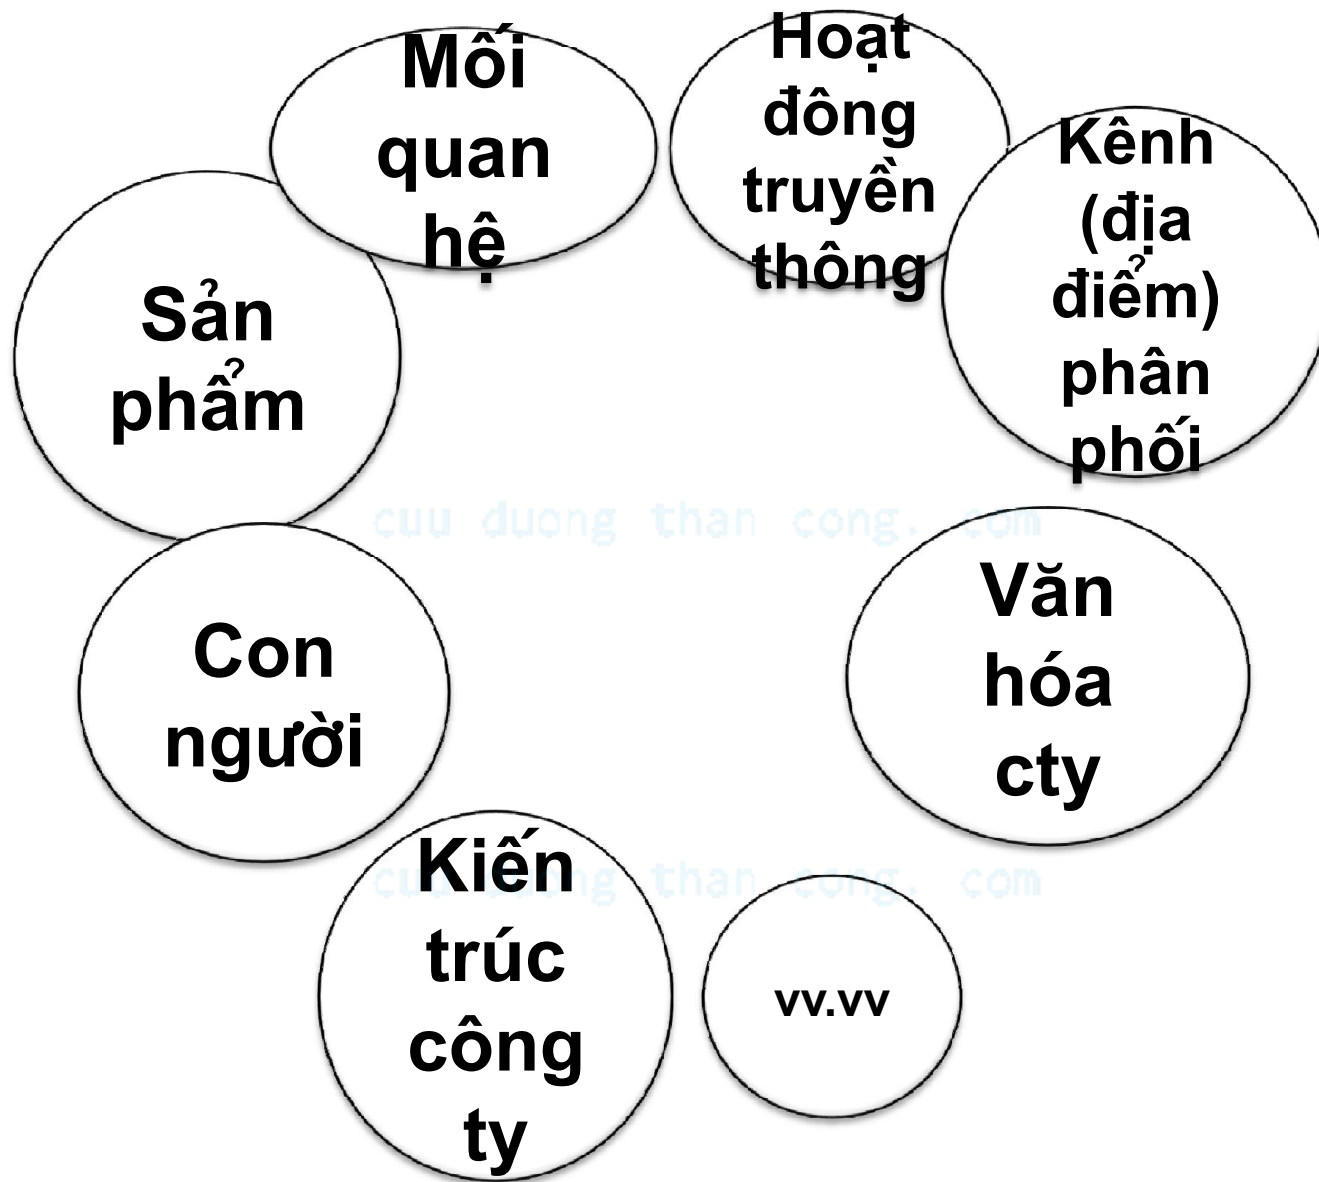 Mối
quan
hệ
Hoạt
đông
truyền
thông
Kênh
(địa
điểm)
phân
phối
Sản
phẩm
cuu duong than cong. com
Văn
hóa
cty
Con
người
Kiến
trúc
công
ty
cuu duong than cong. com
vv.vv